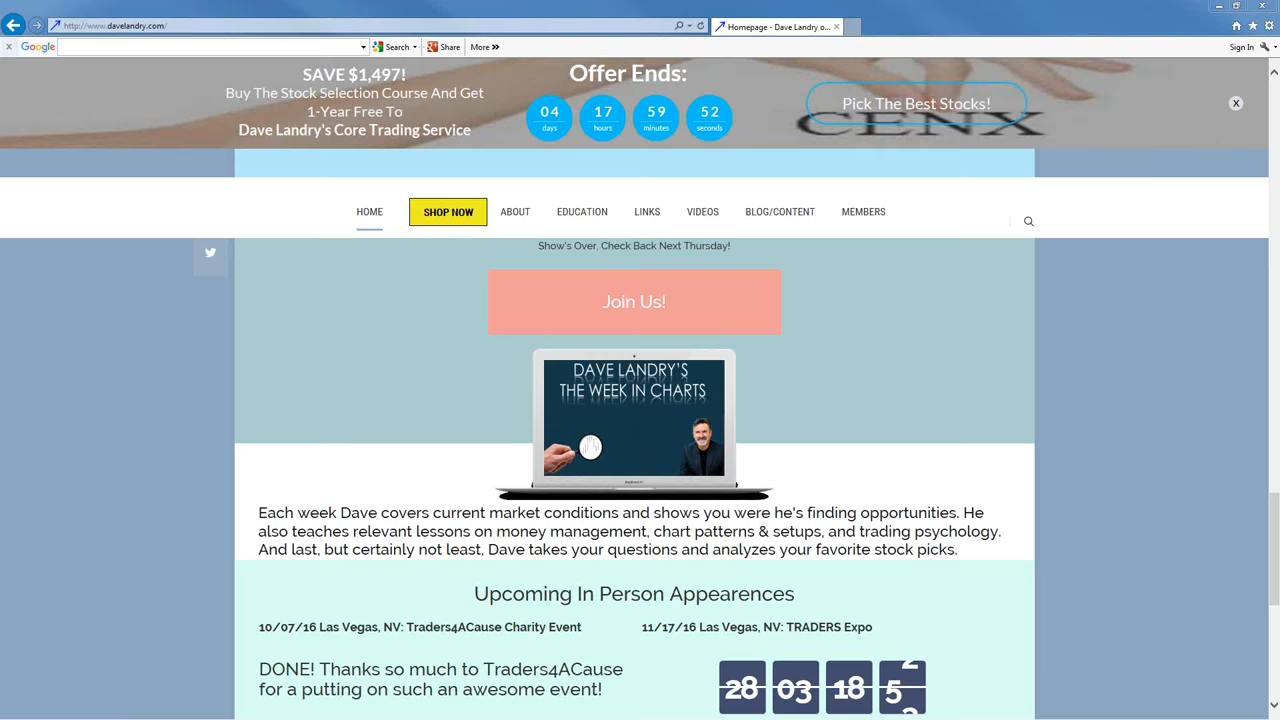 http://www.davelandry.com/
Homepage - Dave Landry o...
X Google Search Share More »
Sign In
SAVE $1,497!
Buy The Stock Selection Course And Get
1-Year Free To
Dave Landry's Core Trading Service
Offer Ends:
04 17 59 52
days hours minutes seconds
Pick The Best Stocks!
CENX
X
HOME SHOP NOW ABOUT EDUCATION LINKS VIDEOS BLOG/CONTENT MEMBERS
Show's Over, Check Back Next Thursday!
Join Us!
DAVE LANDRY'S
THE WEEK IN CHARTS
Each week Dave covers current market conditions and shows you were he's finding opportunities. He
also teaches relevant lessons on money management, chart patterns & setups, and trading psychology.
And last, but certainly not least, Dave takes your questions and analyzes your favorite stock picks.
Upcoming In Person Appearences
10/07/16 Las Vegas, NV: Traders4ACause Charity Event
11/17/16 Las Vegas, NV: TRADERS Expo
DONE! Thanks so much to Traders4ACause
for a putting on such an awesome event!
28 03 18 5